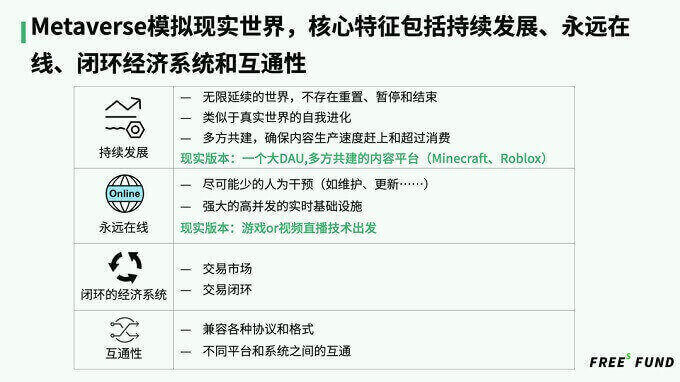 Metaverse模拟现实世界，核心特征包括持续发展、永远在
线、闭环经济系统和互通性
— 无限延续的世界，不存在重置、暂停和结束
— 类似于真实世界的自我进化
— 多方共建，确保内容生产速度赶上和超过消费
现实版本：一个大DAU,多方共建的内容平台（Minecraft、Roblox）
持续发展
Online
— 尽可能少的人为干预（如维护、更新……）
— 强大的高并发的实时基础设施
现实版本：游戏or视频直播技术出发
永远在线
— 交易市场
— 交易闭环
闭环的经济系统
— 兼容各种协议和格式
— 不同平台和系统之间的互通
互通性
FREES FUND